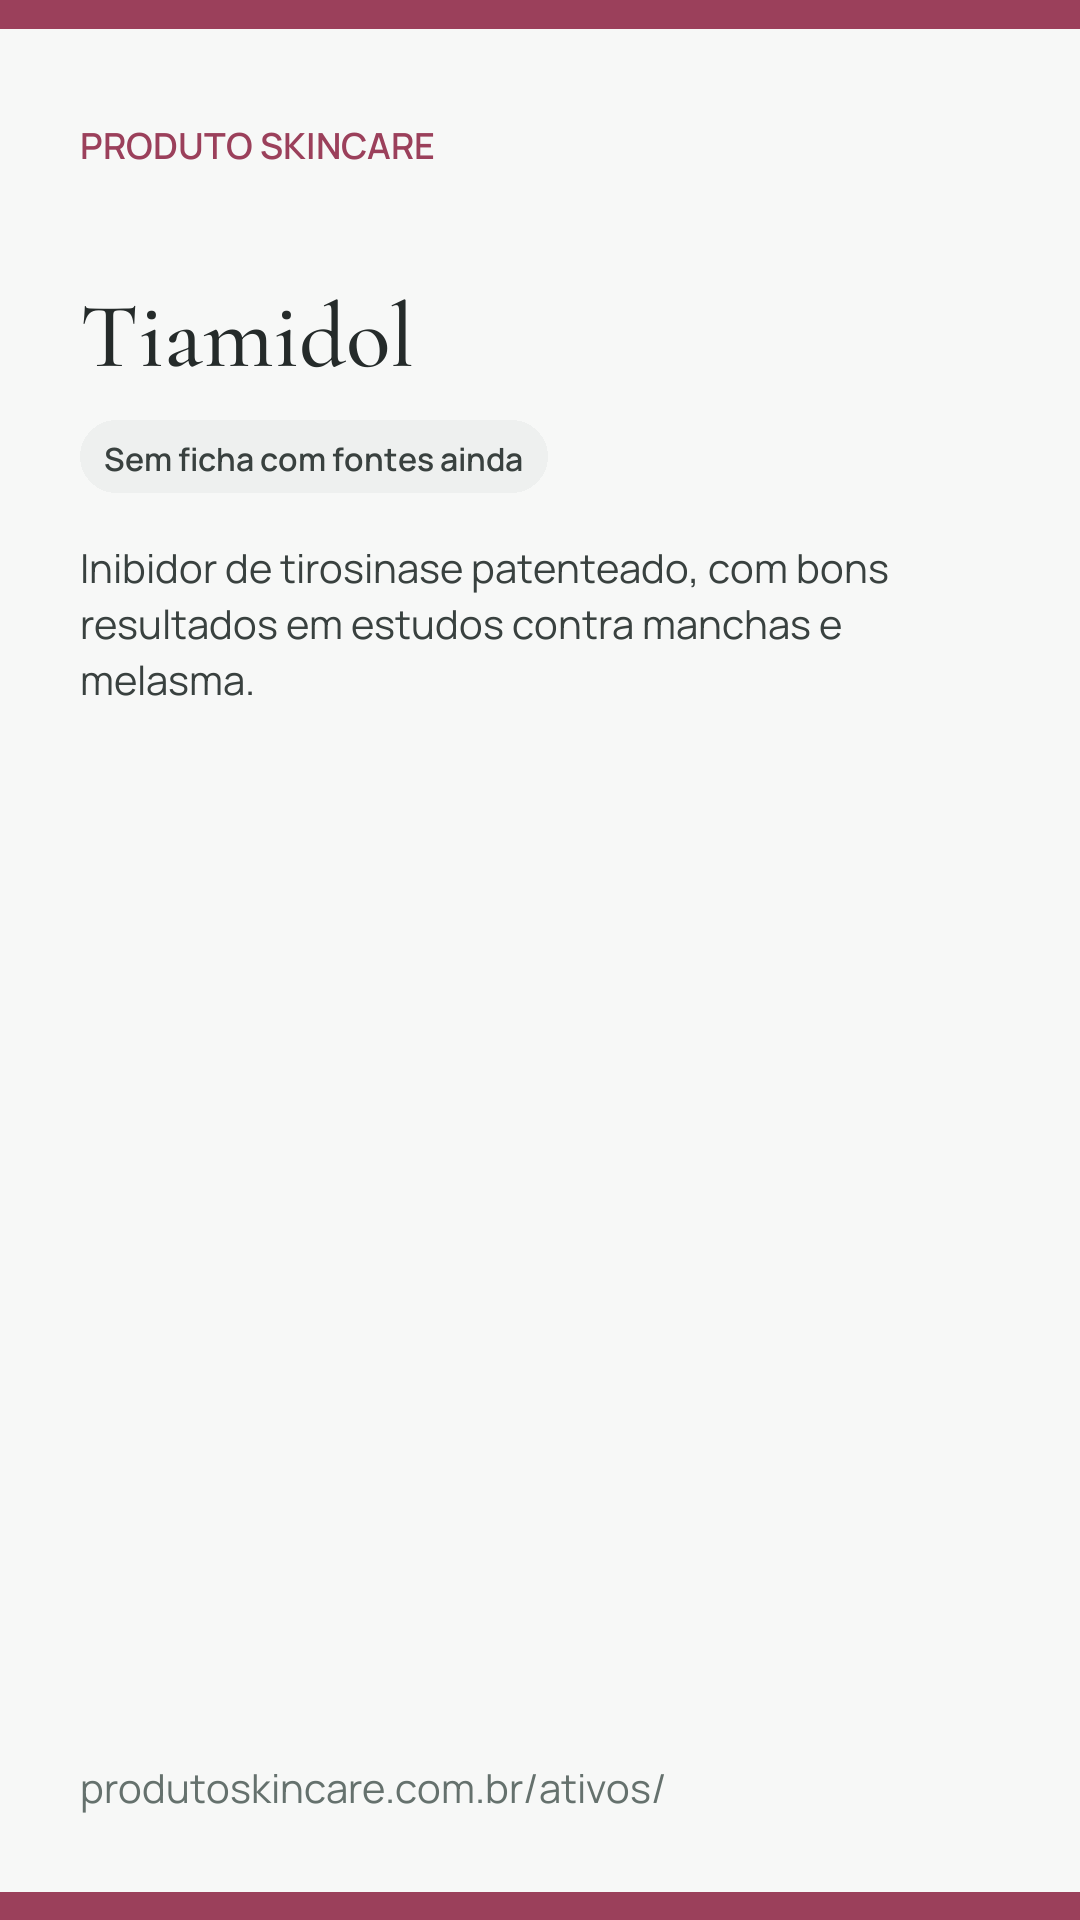 PRODUTO SKINCARE
Tiamidol
Sem ficha com fontes ainda
Inibidor de tirosinase patenteado, com bons
resultados em estudos contra manchas e
melasma.
produtoskincare.com.br/ativos/